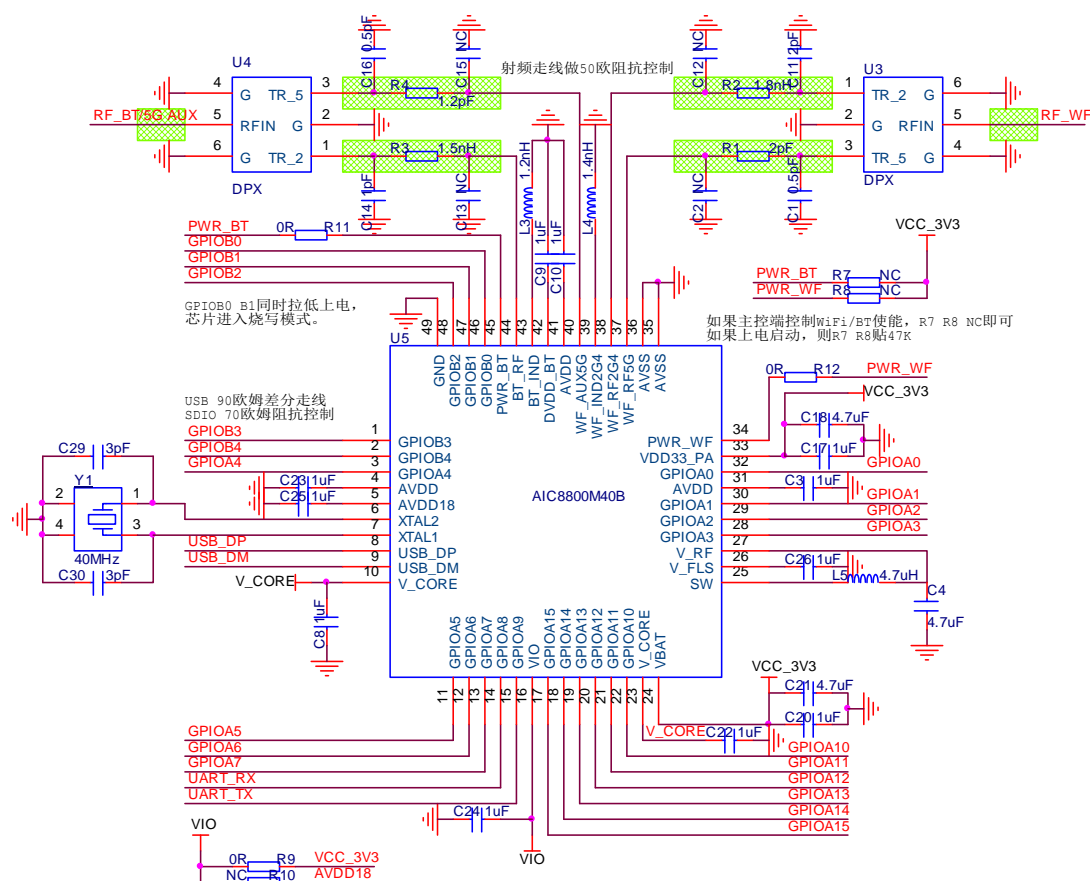 U4
4
5
6
G
RFIN
G
TR_5
G
TR_2
3
2
1
DPX
RF_BT/5G AUX
C16 0.5pF
C15 NC
R4
1.2pF
R3 1.5nH
C14 1pF
C13 NC
射频走线做50欧阻抗控制
C12 NC
C11 2pF
R2 1.8nH
R1 2pF
C2 NC
C1 0.5pF
U3
1
2
3
TR_2
G
TR_5
G
RFIN
G
6
5
4
DPX
RF_WF
L3 1.2nH
C9 1uF
C10 1uF
L4 1.4nH
PWR_BT 0R R11
GPIOB0
GPIOB1
GPIOB2
GPIOB0 B1同时拉低上电,
芯片进入烧写模式。
VCC_3V3
PWR_BT R7 NC
PWR_WF R8 NC
如果主控端控制WiFi/BT使能, R7 R8 NC即可
如果上电启动, 则R7 R8贴47K
U5
49 48 47 46 45 44 43 42 41 40 39 38 37 36 35
GND
GPIOB2
GPIOB1
GPIOB0
PWR_BT
BT_RF
BT_IND
DVDD_BT
AVDD
WF_AUX5G
WF_IND2G4
WF_RF2G4
WF_RF5G
AVSS
AVSS
USB 90欧姆差分走线
SDIO 70欧姆阻抗控制
GPIOB3 1 GPIOB3
GPIOB4 2 GPIOB4
GPIOA4 3 GPIOA4
C23 1uF 4 AVDD
C25 1uF 5 AVDD18
6 XTAL2
7 XTAL1
USB_DP 8 USB_DP
USB_DM 9 USB_DM
V_CORE 10 V_CORE
C8 1uF
C29 3pF
Y1
2 1
4 3
40MHz
C30 3pF
AIC8800M40B
0R R12 PWR_WF
VCC_3V3
PWR_WF 34
VDD33_PA 33
GPIOA0 32 GPIOA0
AVDD 31
GPIOA1 30 GPIOA1
GPIOA2 29 GPIOA2
GPIOA3 28 GPIOA3
V_RF 27
V_FLS 26
SW 25
C18 4.7uF
C17 1uF
C3 1uF
C26 1uF
L5 4.7uH
C4
4.7uF
GPIOA5
GPIOA6
GPIOA7
GPIOA8
GPIOA9
VIO
GPIOA15
GPIOA14
GPIOA13
GPIOA12
GPIOA11
GPIOA10
V_CORE
VBAT
11 12 13 14 15 16 17 18 19 20 21 22 23 24
GPIOA5
GPIOA6
GPIOA7
UART_RX
UART_TX
C24 1uF
VIO
VCC_3V3
C21 4.7uF
C20 1uF
V_CORE C22 1uF
GPIOA10
GPIOA11
GPIOA12
GPIOA13
GPIOA14
GPIOA15
VIO
0R R9 VCC_3V3
NC R10 AVDD18